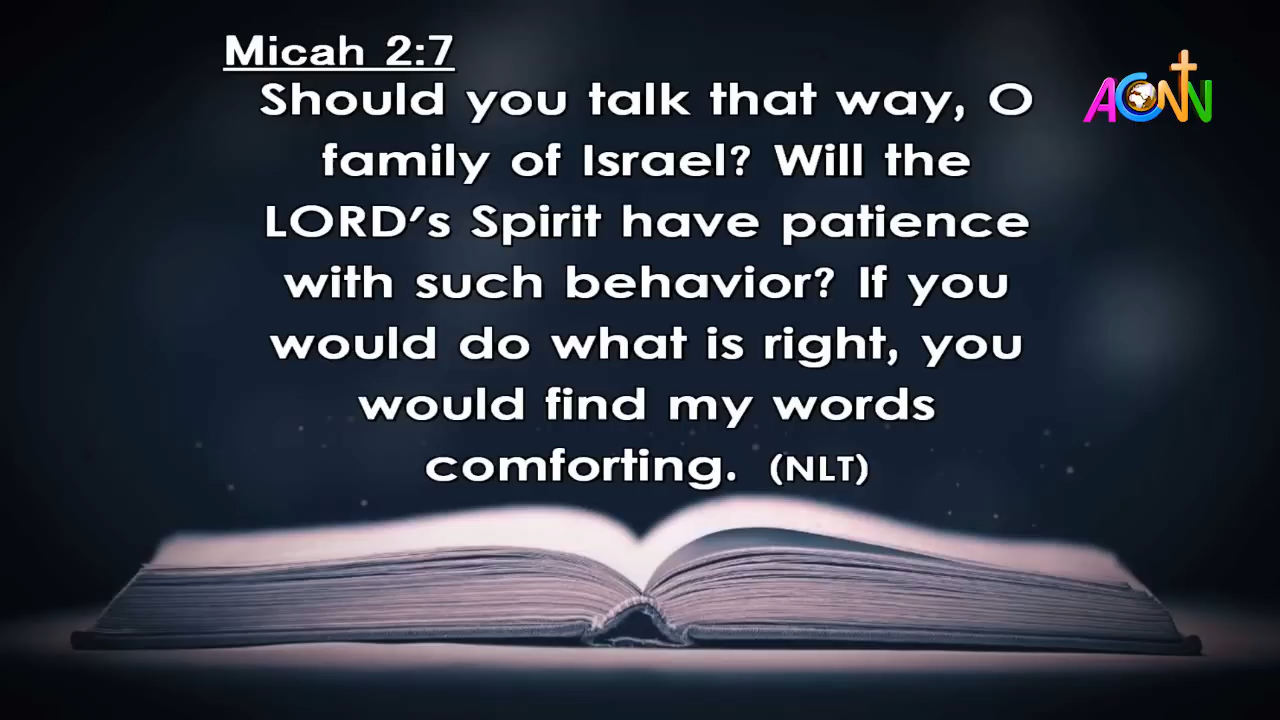 Micah 2:7
Should you talk that way, O
family of Israel? Will the
LORD's Spirit have patience
with such behavior? If you
would do what is right, you
would find my words
comforting. (NLT)
ACNN